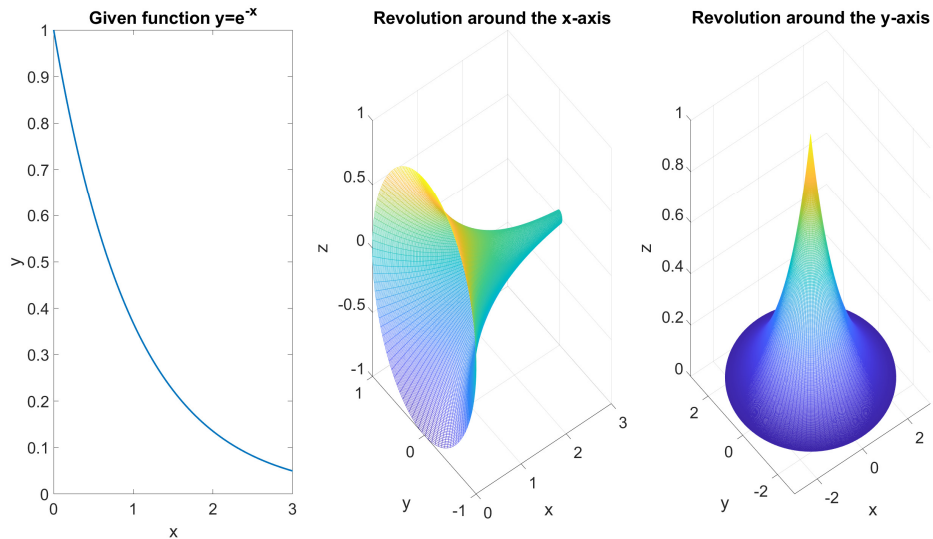 Given function y=e^-x
1
0.9
0.8
0.7
0.6
0.5
0.4
0.3
0.2
0.1
0
y
0 1 2 3
x
Revolution around the x-axis
1
0.5
0
-0.5
-1
z
1
0
-1
y
0
1
2
3
x
Revolution around the y-axis
1
0.8
0.6
0.4
0.2
0
z
2
0
-2
y
-2
0
2
x